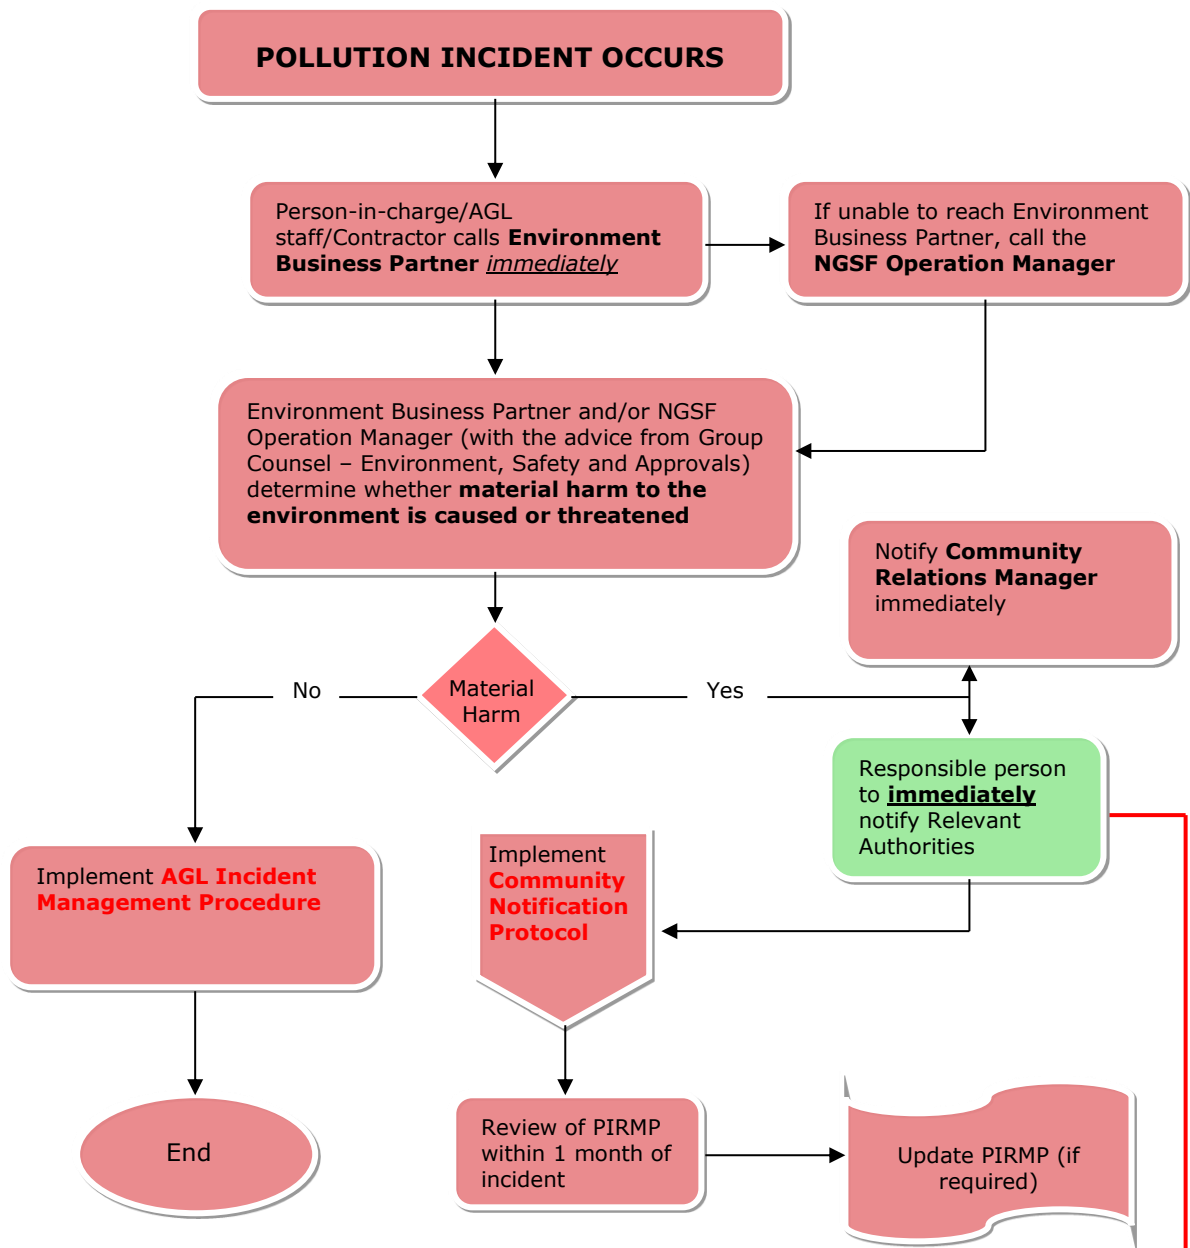 POLLUTION INCIDENT OCCURS
Person-in-charge/AGL
staff/Contractor calls Environment
Business Partner immediately
If unable to reach Environment
Business Partner, call the
NGSF Operation Manager
Environment Business Partner and/or NGSF
Operation Manager (with the advice from Group
Counsel – Environment, Safety and Approvals)
determine whether material harm to the
environment is caused or threatened
Notify Community
Relations Manager
immediately
No
Material
Harm
Yes
Responsible person
to immediately
notify Relevant
Authorities
Implement AGL Incident
Management Procedure
Implement
Community
Notification
Protocol
End
Review of PIRMP
within 1 month of
incident
Update PIRMP (if
required)